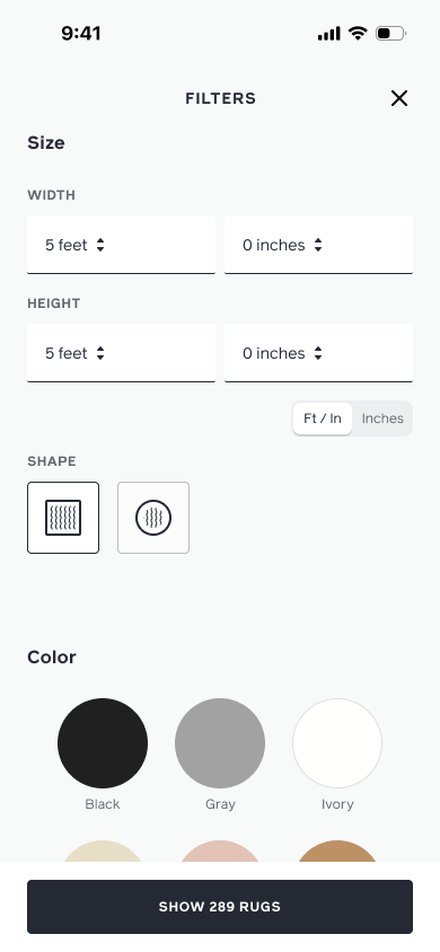 9:41
FILTERS
Size
WIDTH
5 feet 0 inches
HEIGHT
5 feet 0 inches
Ft / In Inches
SHAPE
Color
Black Gray Ivory
SHOW 289 RUGS